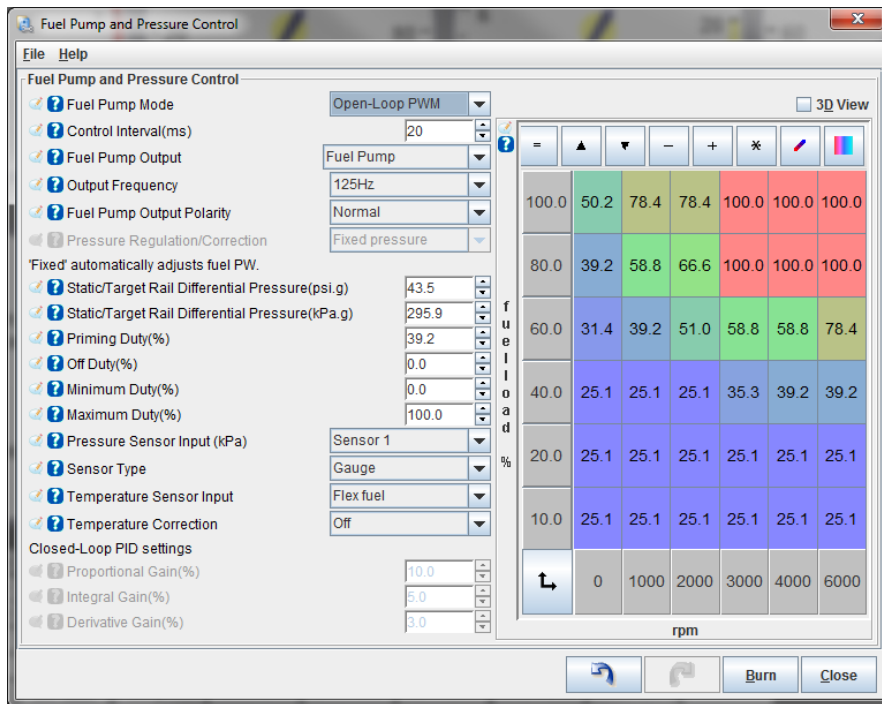 Fuel Pump and Pressure Control
File Help
Fuel Pump and Pressure Control
Fuel Pump Mode Open-Loop PWM
Control Interval(ms) 20
Fuel Pump Output Fuel Pump
Output Frequency 125Hz
Fuel Pump Output Polarity Normal
Pressure Regulation/Correction Fixed pressure
'Fixed' automatically adjusts fuel PW.
Static/Target Rail Differential Pressure(psi.g) 43.5
Static/Target Rail Differential Pressure(kPa.g) 295.9
Priming Duty(%) 39.2
Off Duty(%) 0.0
Minimum Duty(%) 0.0
Maximum Duty(%) 100.0
Pressure Sensor Input (kPa) Sensor 1
Sensor Type Gauge
Temperature Sensor Input Flex fuel
Temperature Correction Off
Closed-Loop PID settings
Proportional Gain(%) 10.0
Integral Gain(%) 5.0
Derivative Gain(%) 3.0
3D View
= - + *
fuelload %
100.0 50.2 78.4 78.4 100.0 100.0 100.0
80.0 39.2 58.8 66.6 100.0 100.0 100.0
60.0 31.4 39.2 51.0 58.8 58.8 78.4
40.0 25.1 25.1 25.1 35.3 39.2 39.2
20.0 25.1 25.1 25.1 25.1 25.1 25.1
10.0 25.1 25.1 25.1 25.1 25.1 25.1
0 1000 2000 3000 4000 6000
rpm
Burn Close